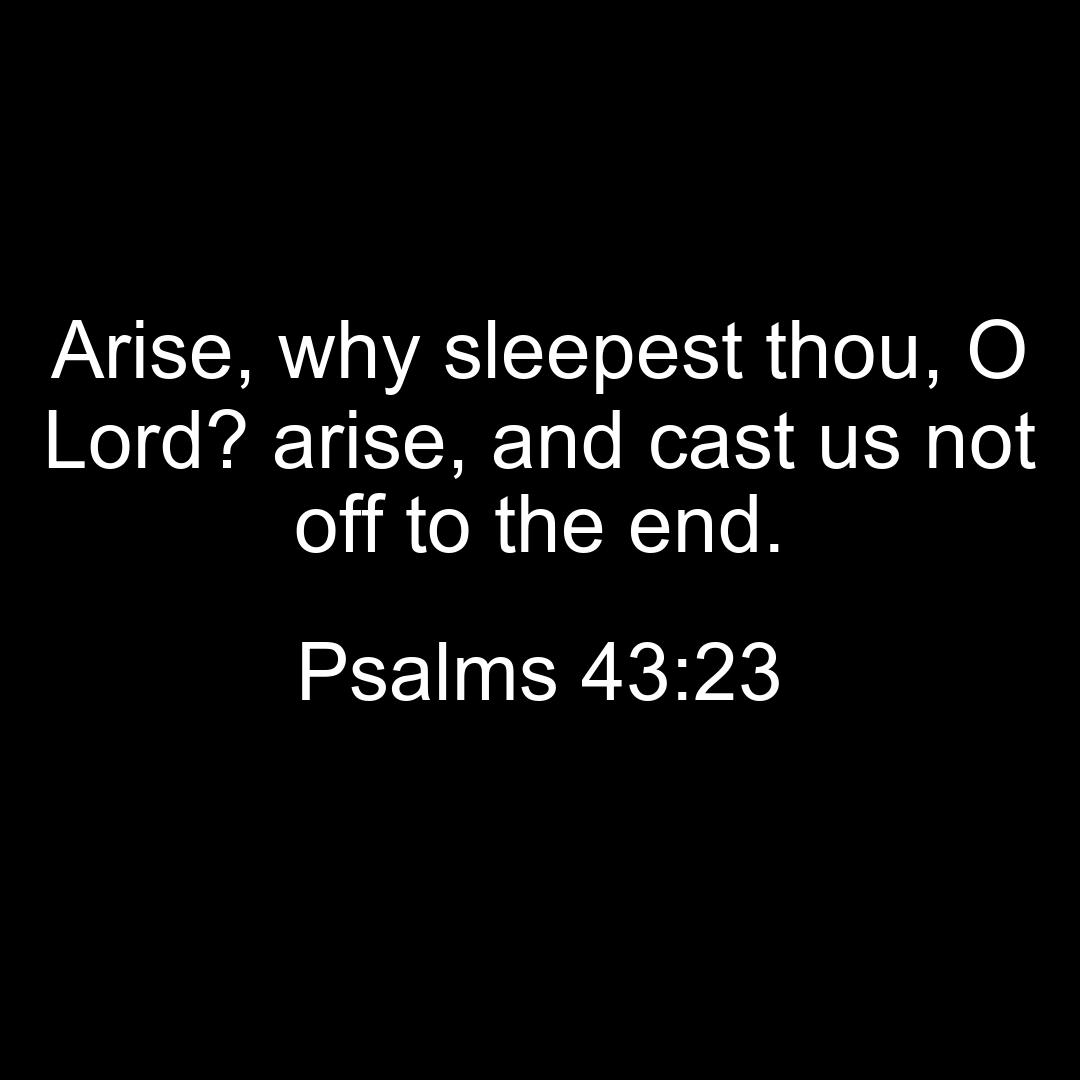 Arise, why sleepest thou, O
Lord? arise, and cast us not
off to the end.
Psalms 43:23